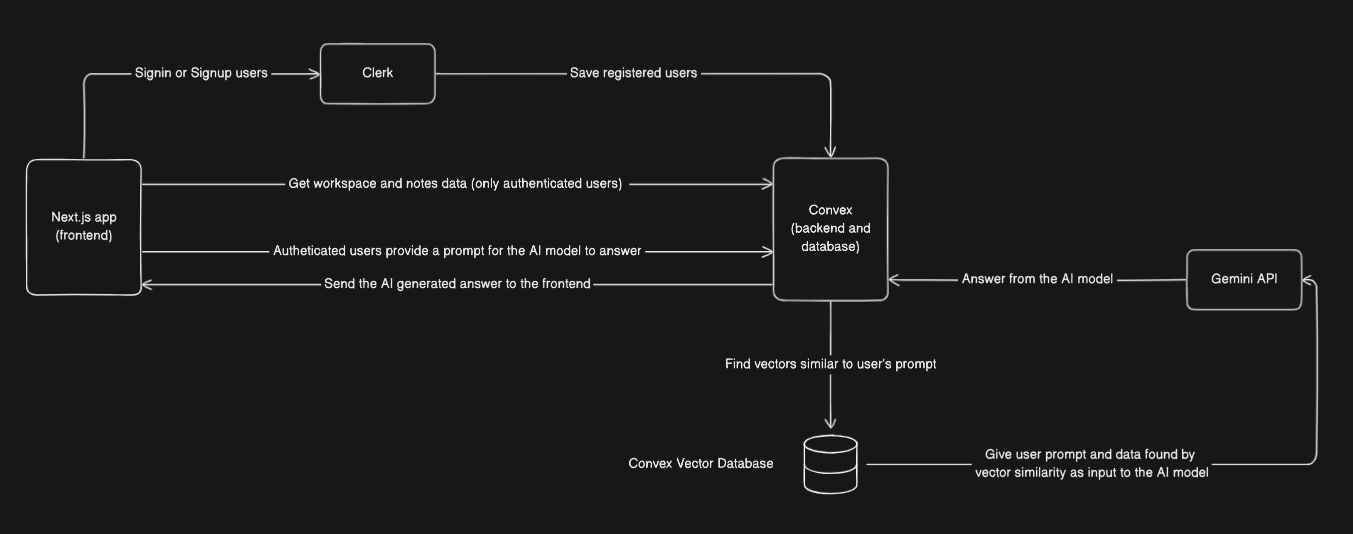 Signin or Signup users
Clerk
Save registered users
Next.js app
(frontend)
Get workspace and notes data (only authenticated users)
Convex
(backend and
database)
Autheticated users provide a prompt for the AI model to answer
Send the AI generated answer to the frontend
Answer from the AI model
Gemini API
Find vectors similar to user's prompt
Convex Vector Database
Give user prompt and data found by
vector similarity as input to the AI model